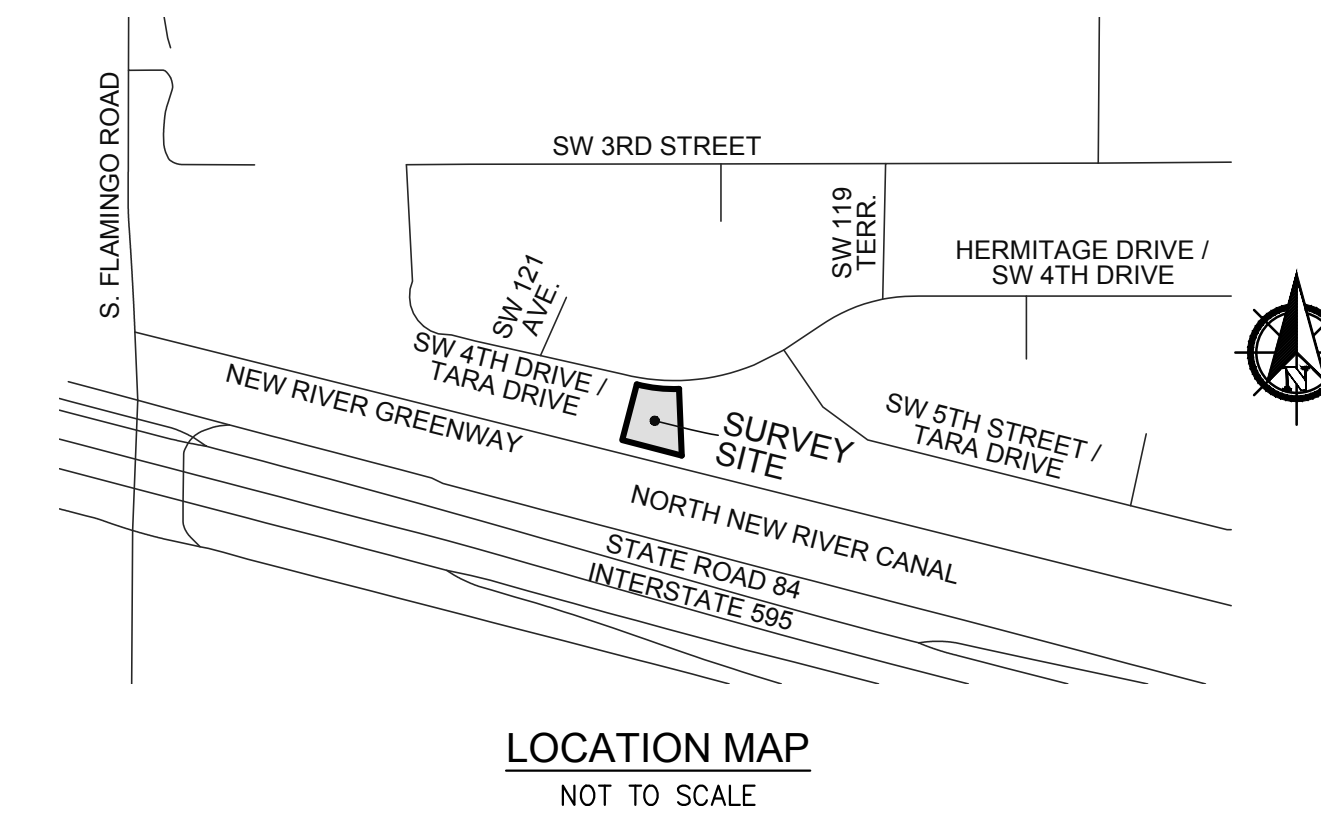 S. FLAMINGO ROAD
SW 3RD STREET
SW 119
TERR.
HERMITAGE DRIVE /
SW 4TH DRIVE
SW 121
AVE.
SW 4TH DRIVE /
TARA DRIVE
NEW RIVER GREENWAY
SURVEY
SITE
SW 5TH STREET /
TARA DRIVE
N
NORTH NEW RIVER CANAL
STATE ROAD 84
INTERSTATE 595
LOCATION MAP
NOT TO SCALE